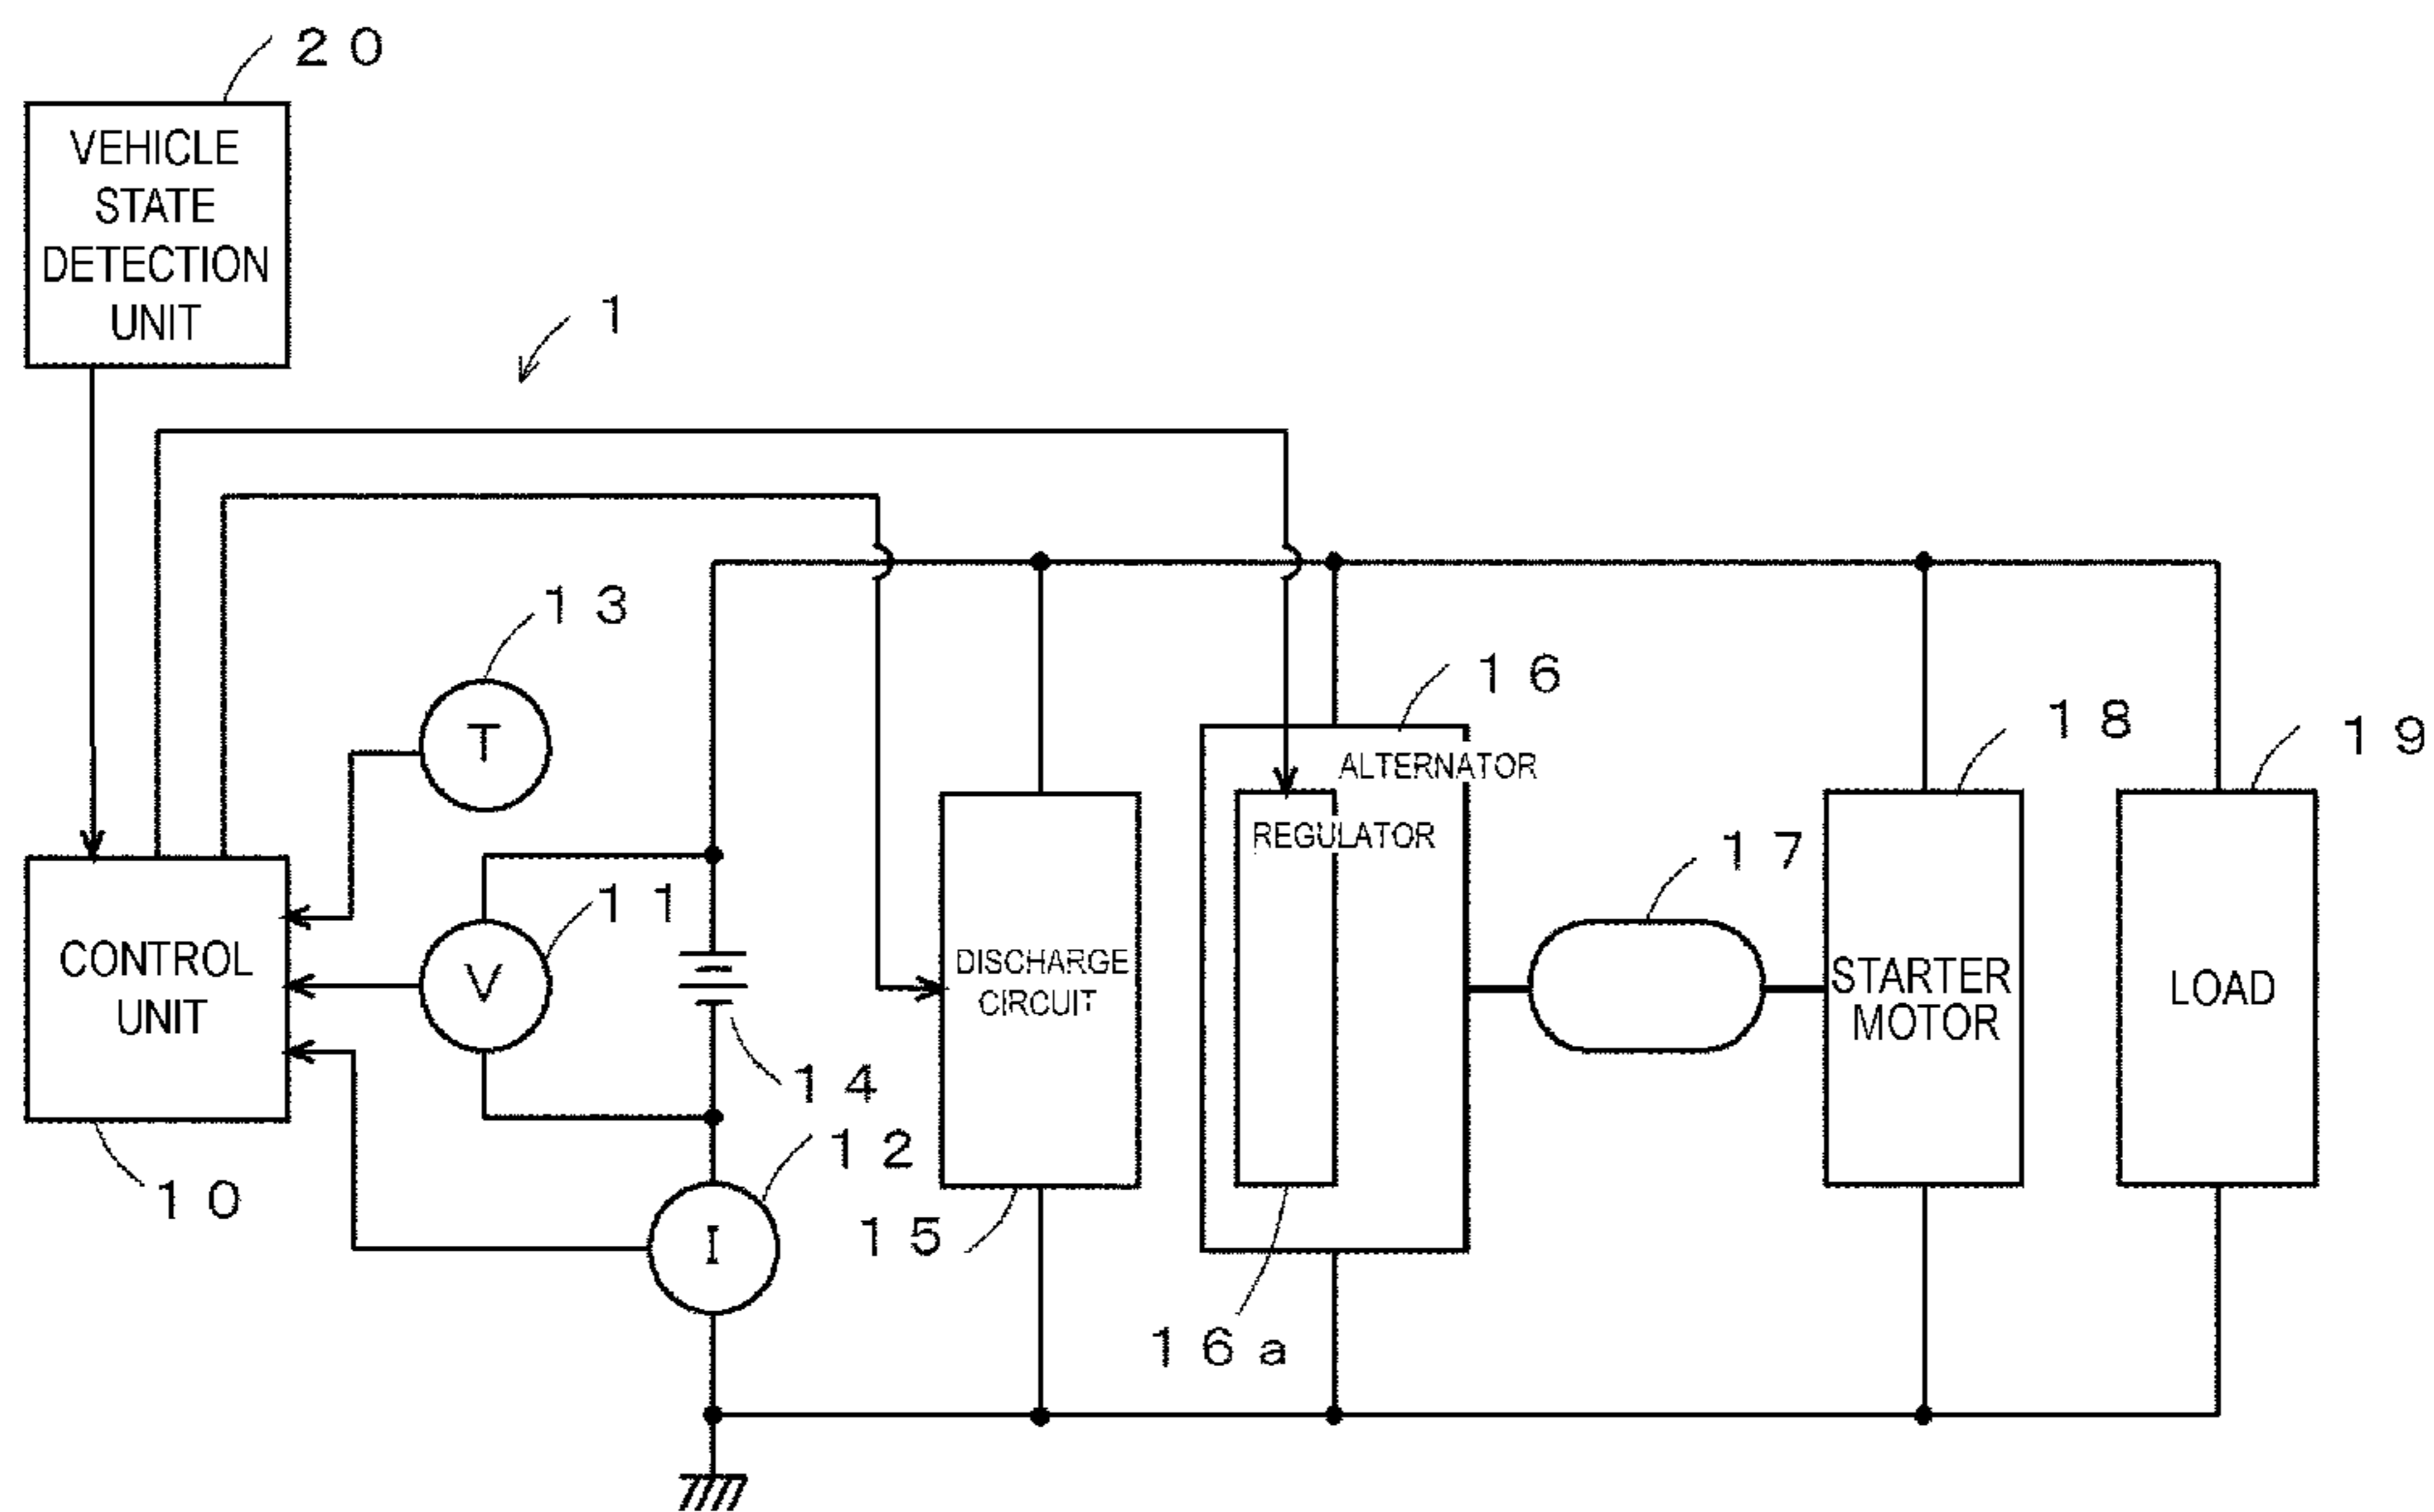 20
VEHICLE
STATE
DETECTION
UNIT
1
13
T
16
ALTERNATOR
18
19
REGULATOR
17
11
CONTROL
UNIT
V
DISCHARGE
CIRCUIT
STARTER
MOTOR
LOAD
14
12
10
I
15
16a